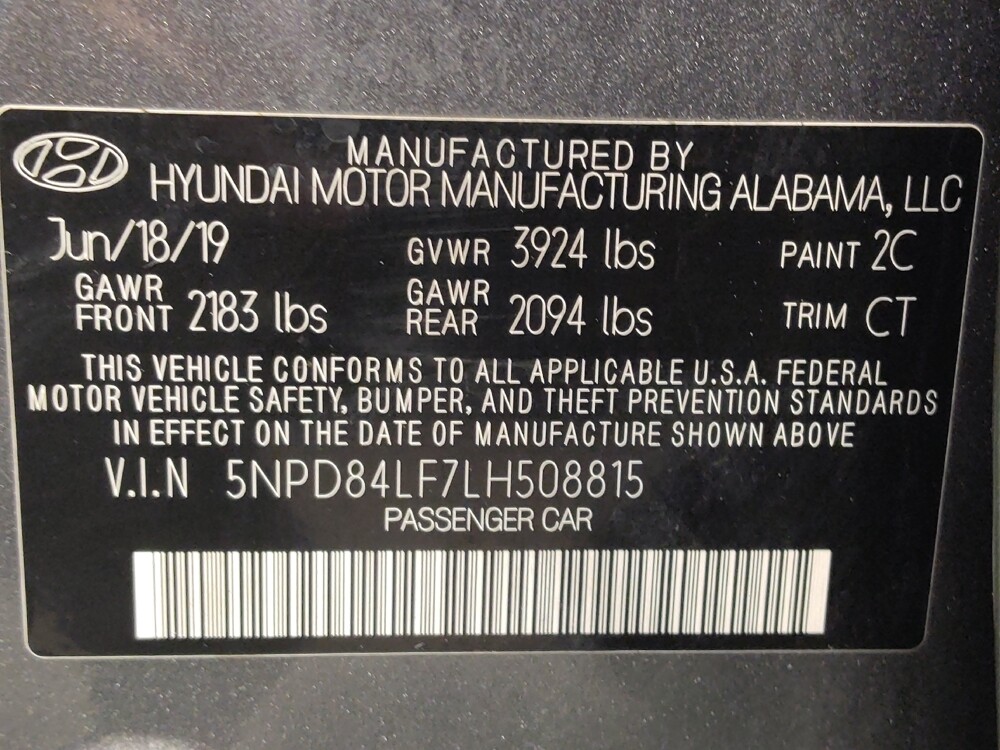 MANUFACTURED BY
HYUNDAI MOTOR MANUFACTURING ALABAMA, LLC
Jun/18/19 GVWR 3924 lbs PAINT 2C
GAWR FRONT 2183 lbs GAWR REAR 2094 lbs TRIM CT
THIS VEHICLE CONFORMS TO ALL APPLICABLE U.S.A. FEDERAL
MOTOR VEHICLE SAFETY, BUMPER, AND THEFT PREVENTION STANDARDS
IN EFFECT ON THE DATE OF MANUFACTURE SHOWN ABOVE
V.I.N 5NPD84LF7LH508815
PASSENGER CAR